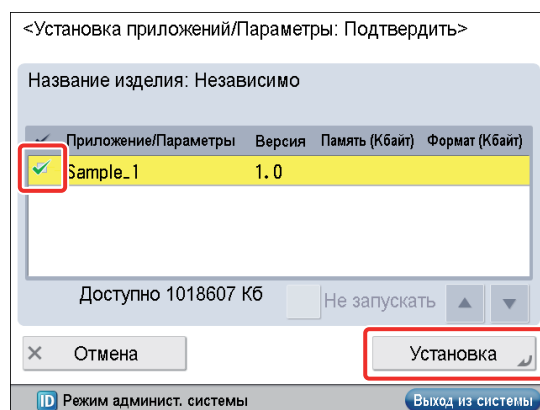 <Установка приложений/Параметры: Подтвердить>
Название изделия: Независимо
Приложение/Параметры Версия Память (Кбайт) Формат (Кбайт)
Sample_1 1.0
Доступно 1018607 Кб Не запускать
Отмена Установка
ID Режим админист. системы Выход из системы